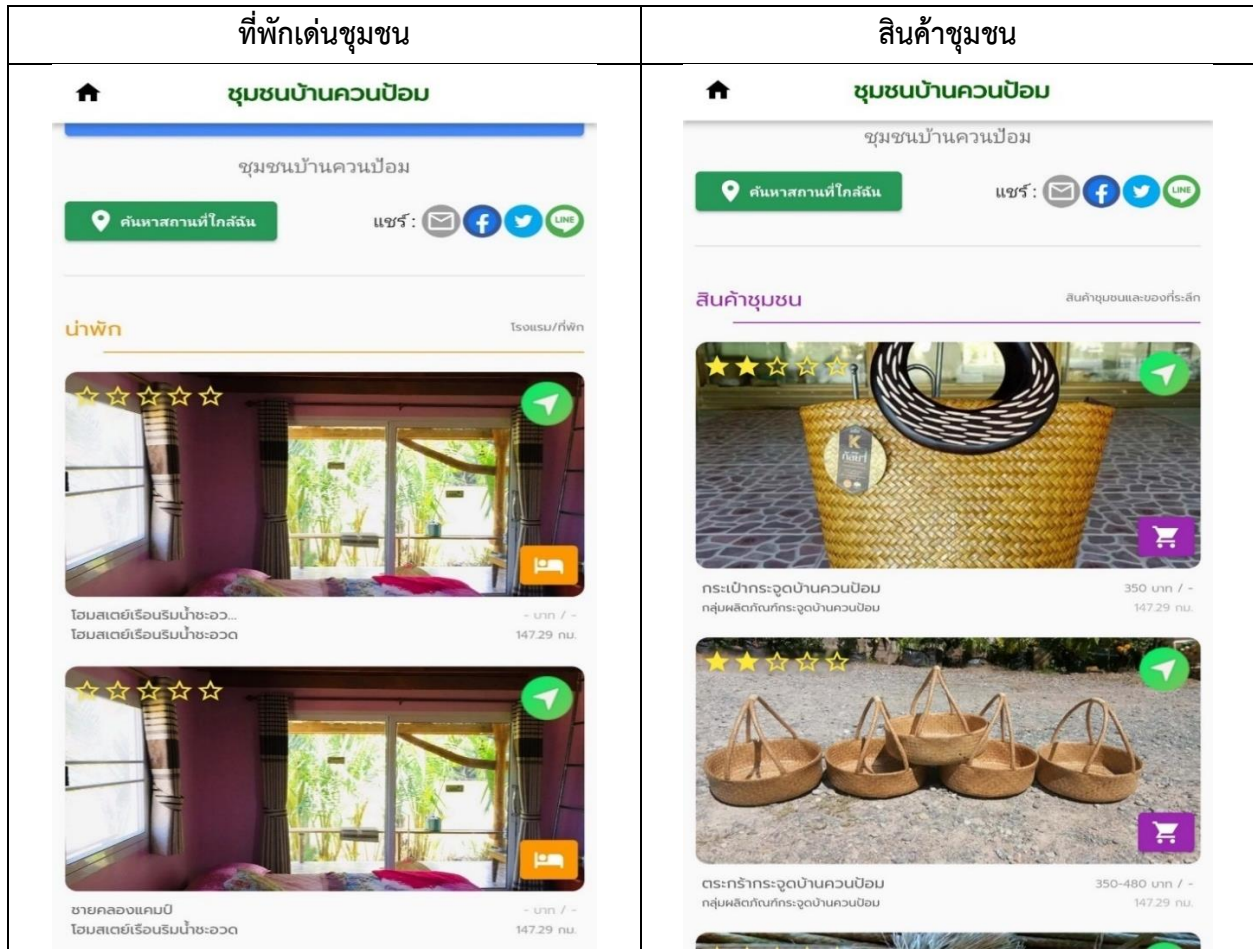 ที่พักเด่นชุมชน
สินค้าชุมชน
ชุมชนบ้านควนป้อม
ชุมชนบ้านควนป้อม
ค้นหาสถานที่ใกล้ฉัน
แชร์ :
LINE
น่าพัก
โรงแรม/ที่พัก
โฮมสเตย์เรือนริมน้ำชะอว...
- บาท / -
โฮมสเตย์เรือนริมน้ำชะอวด
147.29 กม.
ชายคลองแคมป์
- บาท / -
โฮมสเตย์เรือนริมน้ำชะอวด
147.29 กม.
ชุมชนบ้านควนป้อม
ชุมชนบ้านควนป้อม
ค้นหาสถานที่ใกล้ฉัน
แชร์ :
LINE
สินค้าชุมชน
สินค้าชุมชนและของที่ระลึก
K
กระเป๋ากระจูดบ้านควนป้อม
350 บาท / -
กลุ่มผลิตภัณฑ์กระจูดบ้านควนป้อม
147.29 กม.
ตระกร้ากระจูดบ้านควนป้อม
350-480 บาท / -
กลุ่มผลิตภัณฑ์กระจูดบ้านควนป้อม
147.29 กม.